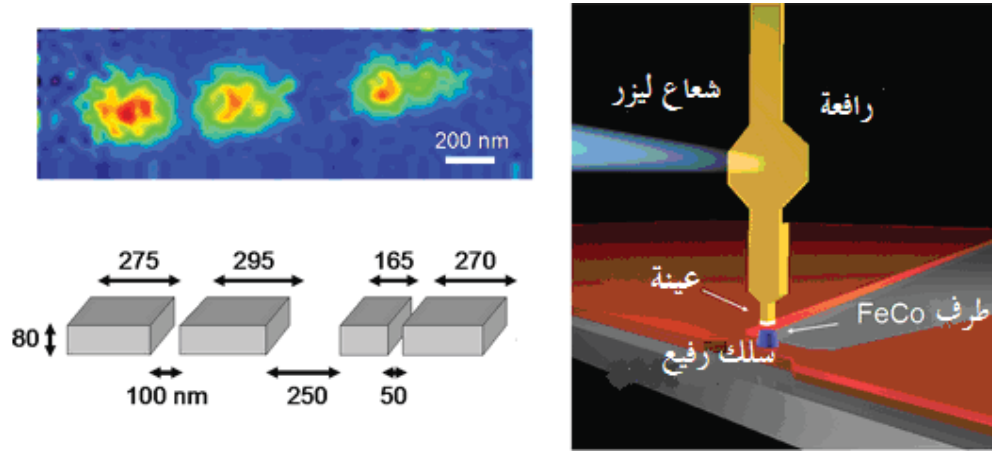 200 nm
275
295
165
270
80
100 nm
250
50
شعاع ليزر
رافعة
عينة
طرف FeCo
سلك رفيع